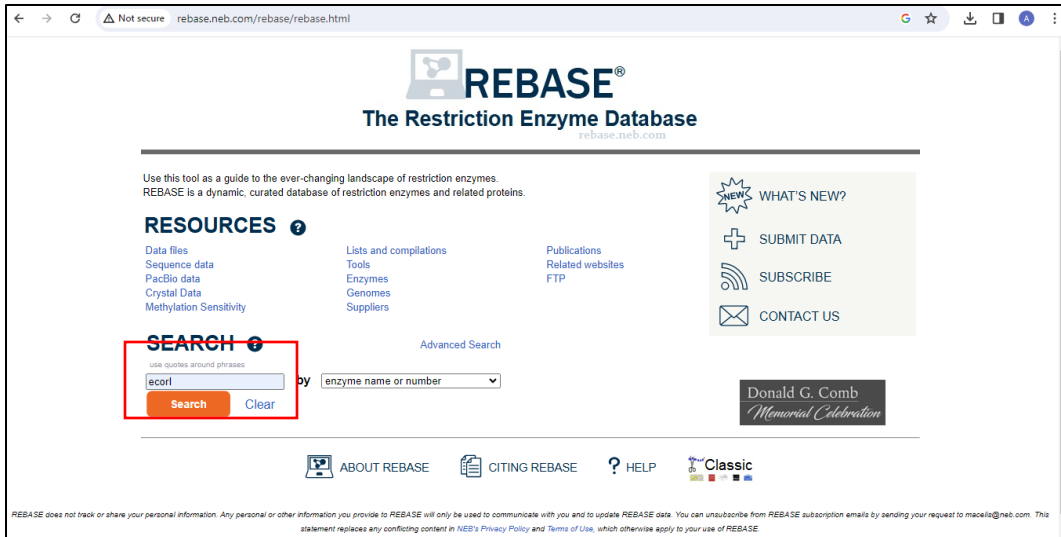 Not secure rebase.neb.com/rebase/rebase.html
A
REBASE®
The Restriction Enzyme Database
rebase.neb.com
Use this tool as a guide to the ever-changing landscape of restriction enzymes.
REBASE is a dynamic, curated database of restriction enzymes and related proteins.
RESOURCES ?
Data files
Sequence data
PacBio data
Crystal Data
Methylation Sensitivity
Lists and compilations
Tools
Enzymes
Genomes
Suppliers
Publications
Related websites
FTP
NEW WHAT'S NEW?
SUBMIT DATA
SUBSCRIBE
CONTACT US
SEARCH ? Advanced Search
use quotes around phrases
ecorI by enzyme name or number
Search Clear
Donald G. Comb
Memorial Celebration
ABOUT REBASE CITING REBASE ? HELP Classic
REBASE does not track or share your personal information. Any personal or other information you provide to REBASE will only be used to communicate with you and to update REBASE data. You can unsubscribe from REBASE subscription emails by sending your request to macelis@neb.com. This
statement replaces any conflicting content in NEB's Privacy Policy and Terms of Use, which otherwise apply to your use of REBASE.